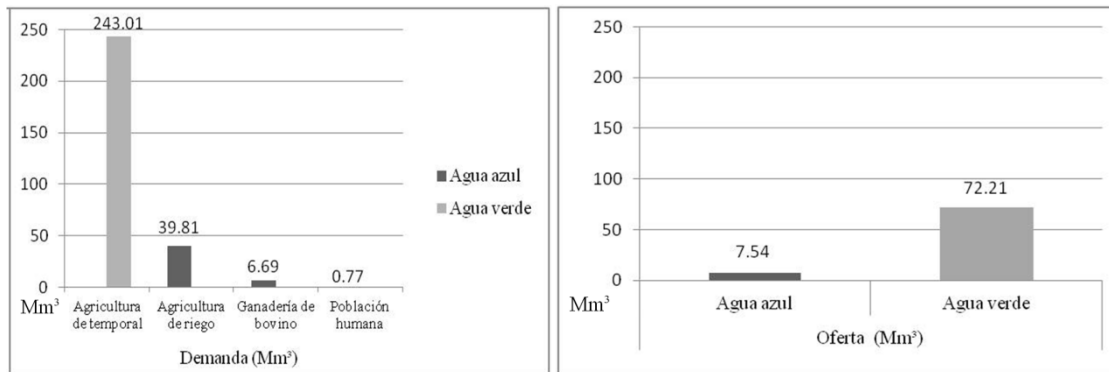 250
200
150
100
50
0
Mm³
243.01
39.81
6.69
0.77
Agricultura de temporal
Agricultura de riego
Ganadería de bovino
Población humana
Demanda (Mm³)
Agua azul
Agua verde
250
200
150
100
50
0
Mm³
7.54
72.21
Agua azul
Agua verde
Oferta (Mm³)